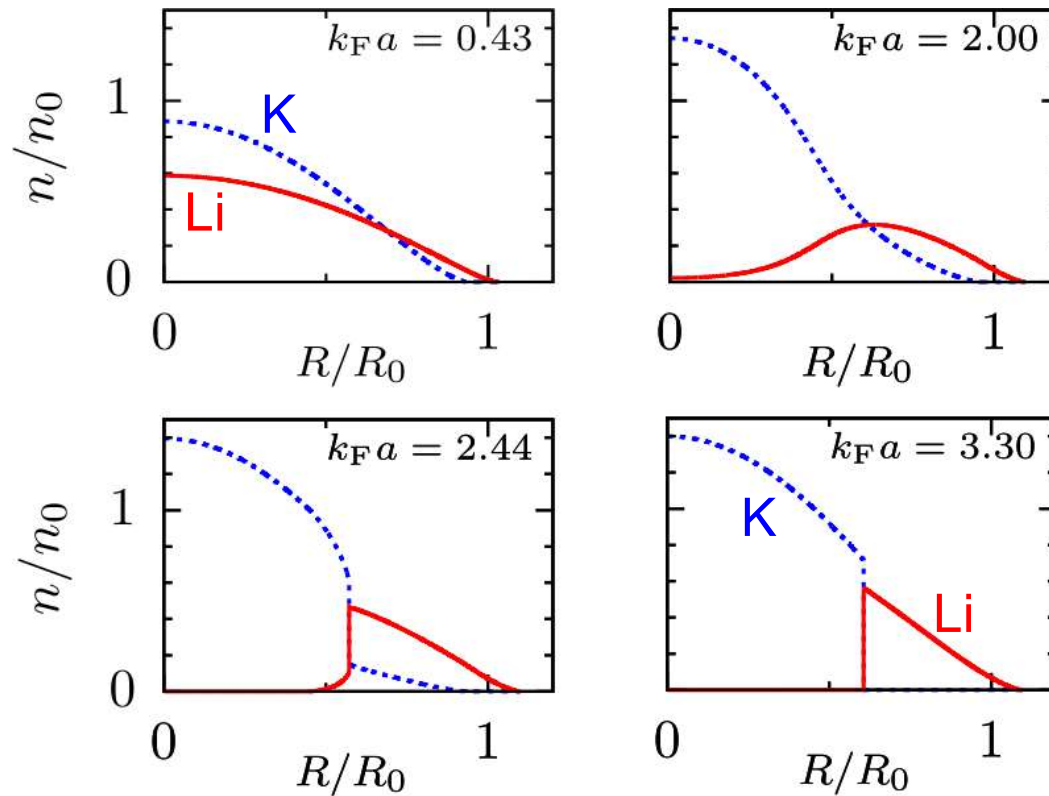 k_F a = 0.43
n/n_0
1
0
K
Li
0
1
R/R_0
k_F a = 2.00
0
1
R/R_0
k_F a = 2.44
n/n_0
1
0
0
1
R/R_0
k_F a = 3.30
K
Li
0
1
R/R_0